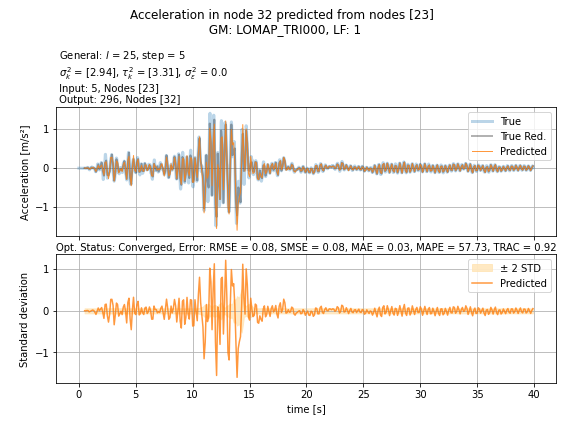 Acceleration in node 32 predicted from nodes [23]
GM: LOMAP_TRI000, LF: 1
General: l = 25, step = 5
σ²ₖ = [2.94], τ²ₖ = [3.31], σ²ε = 0.0
Input: 5, Nodes [23]
Output: 296, Nodes [32]
Acceleration [m/s²]
1
0
−1
True
True Red.
Predicted
Opt. Status: Converged, Error: RMSE = 0.08, SMSE = 0.08, MAE = 0.03, MAPE = 57.73, TRAC = 0.92
Standard deviation
1
0
−1
± 2 STD
Predicted
0 5 10 15 20 25 30 35 40
time [s]